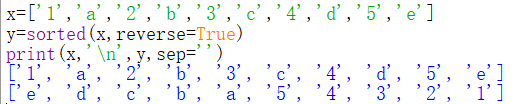 x=['1','a','2','b','3','c','4','d','5','e']
y=sorted(x,reverse=True)
print(x,'\n',y,sep='')
['1', 'a', '2', 'b', '3', 'c', '4', 'd', '5', 'e']
['e', 'd', 'c', 'b', 'a', '5', '4', '3', '2', '1']